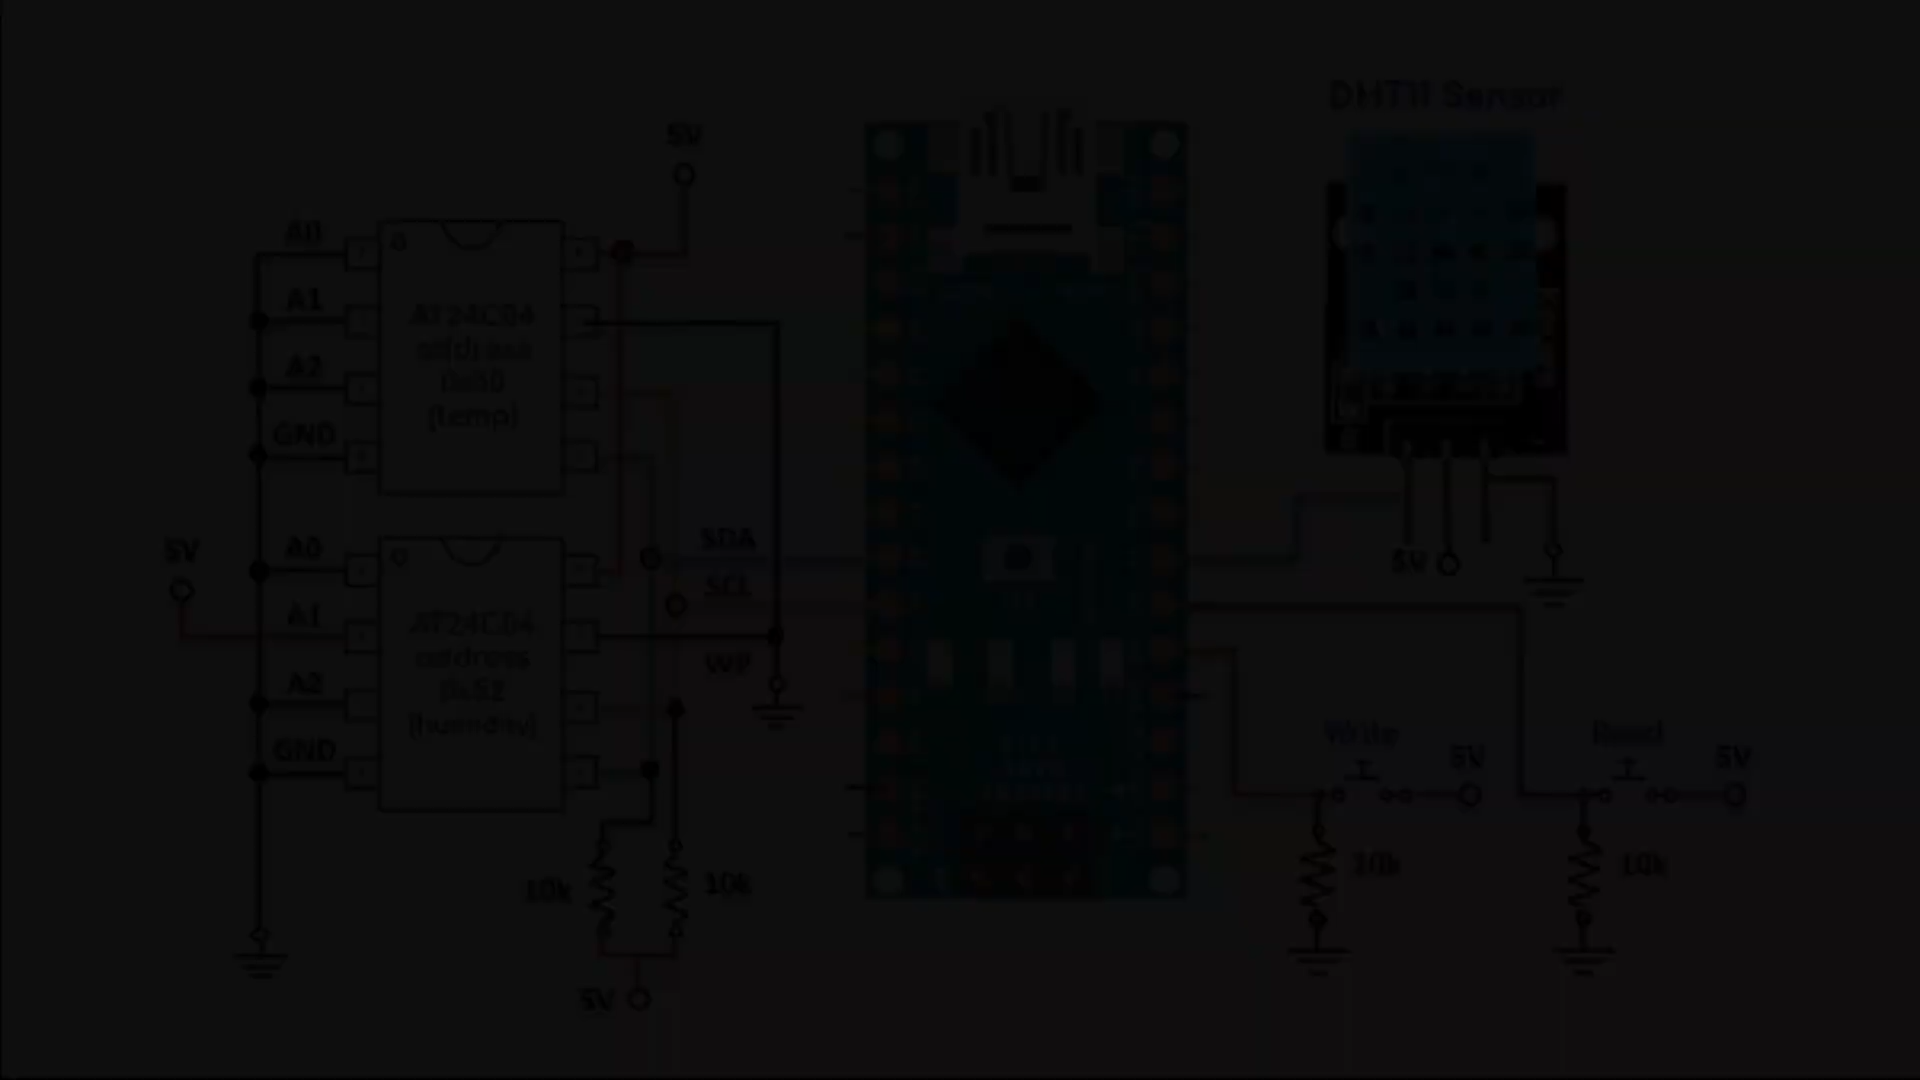 DHT11 Sensor
5V
A0
A1
A2
GND
AT24C04
address
0x50
(temp)
5V
A0
A1
A2
GND
AT24C04
address
0x52
(humidity)
SDA
SCL
WP
5V
Write
5V
Read
5V
10k
10k
10k
10k
5V